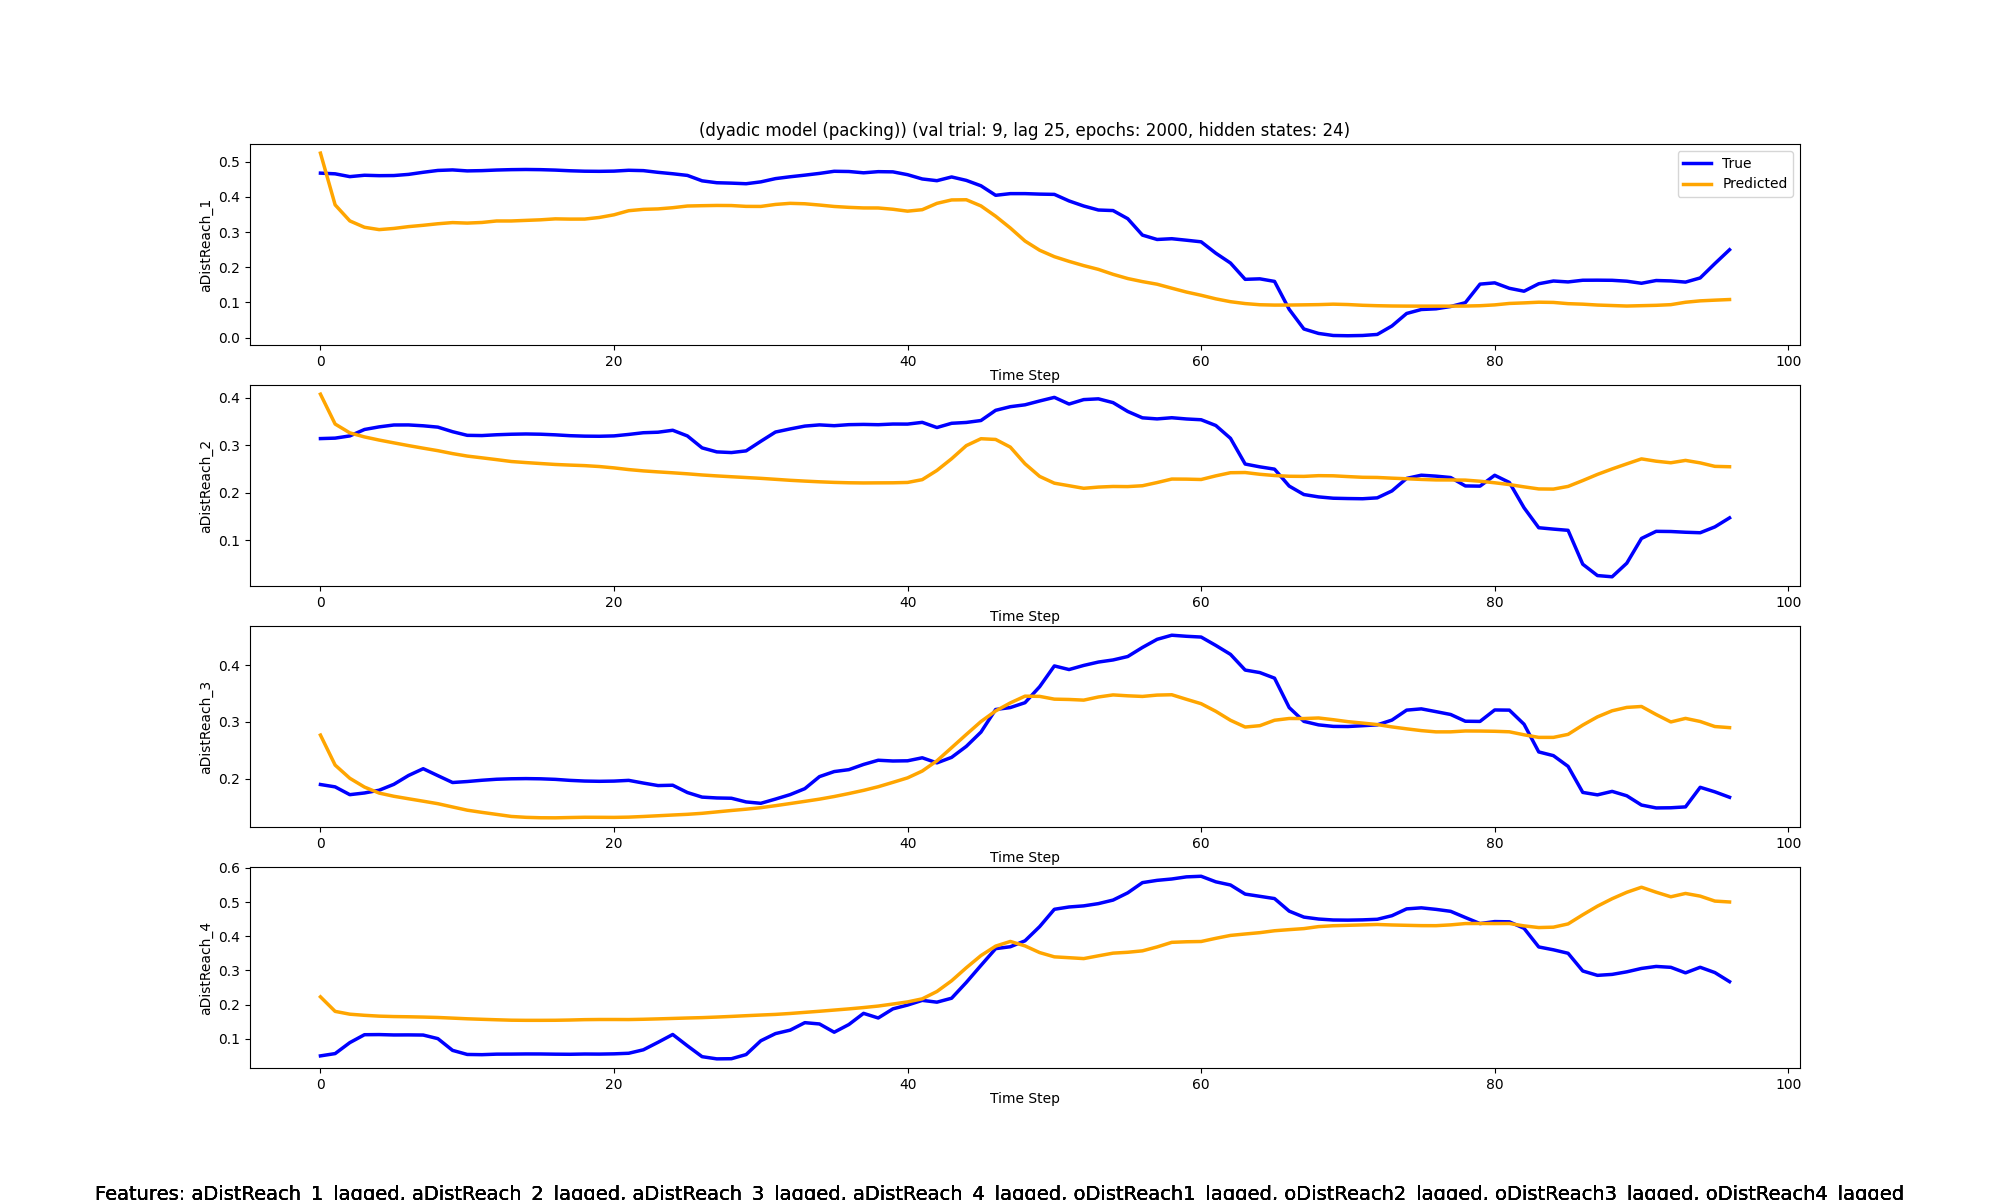 (dyadic model (packing)) (val trial: 9, lag 25, epochs: 2000, hidden states: 24)
True
Predicted
aDistReach_1
0.5
0.4
0.3
0.2
0.1
0.0
0 20 40 60 80 100
Time Step
aDistReach_2
0.4
0.3
0.2
0.1
0 20 40 60 80 100
Time Step
aDistReach_3
0.4
0.3
0.2
0 20 40 60 80 100
Time Step
aDistReach_4
0.6
0.5
0.4
0.3
0.2
0.1
0 20 40 60 80 100
Time Step
Features: aDistReach_1_lagged, aDistReach_2_lagged, aDistReach_3_lagged, aDistReach_4_lagged, oDistReach1_lagged, oDistReach2_lagged, oDistReach3_lagged, oDistReach4_lagged